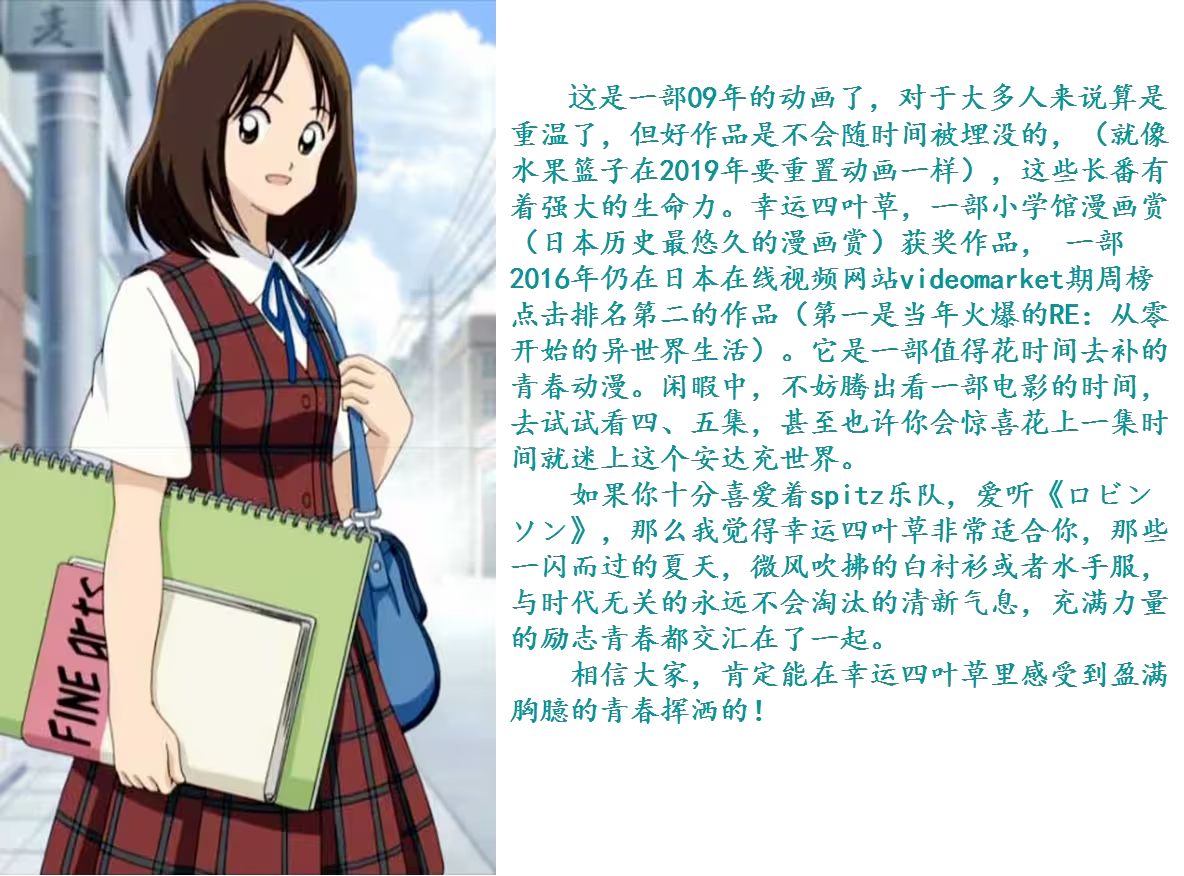 麦
FINE arts
这是一部09年的动画了，对于大多人来说算是
重温了，但好作品是不会随时间被埋没的，（就像
水果篮子在2019年要重置动画一样），这些长番有
着强大的生命力。幸运四叶草，一部小学馆漫画赏
（日本历史最悠久的漫画赏）获奖作品， 一部
2016年仍在日本在线视频网站videomarket期周榜
点击排名第二的作品（第一是当年火爆的RE：从零
开始的异世界生活）。它是一部值得花时间去补的
青春动漫。闲暇中，不妨腾出看一部电影的时间，
去试试看四、五集，甚至也许你会惊喜花上一集时
间就迷上这个安达充世界。
如果你十分喜爱着spitz乐队，爱听《ロビン
ソン》，那么我觉得幸运四叶草非常适合你，那些
一闪而过的夏天，微风吹拂的白衬衫或者水手服，
与时代无关的永远不会淘汰的清新气息，充满力量
的励志青春都交汇在了一起。
相信大家，肯定能在幸运四叶草里感受到盈满
胸臆的青春挥洒的！